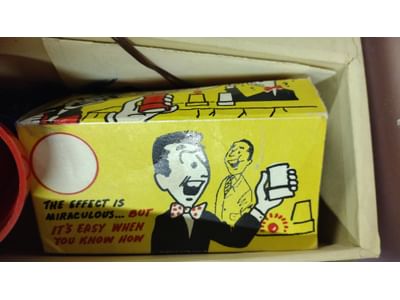 THE EFFECT IS
MIRACULOUS... BUT
IT'S EASY WHEN
YOU KNOW HOW